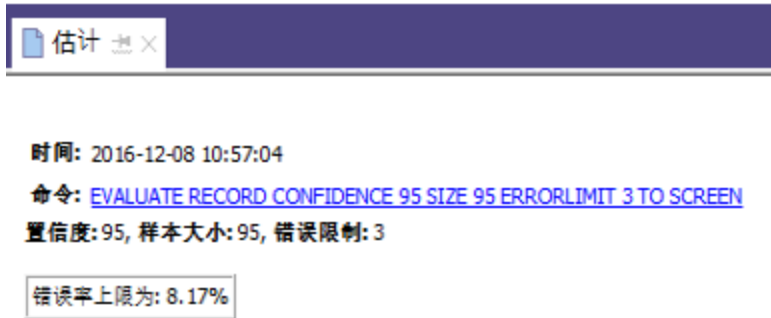 估计
时间: 2016-12-08 10:57:04
命令: EVALUATE RECORD CONFIDENCE 95 SIZE 95 ERRORLIMIT 3 TO SCREEN
置信度: 95, 样本大小: 95, 错误限制: 3
错误率上限为: 8.17%